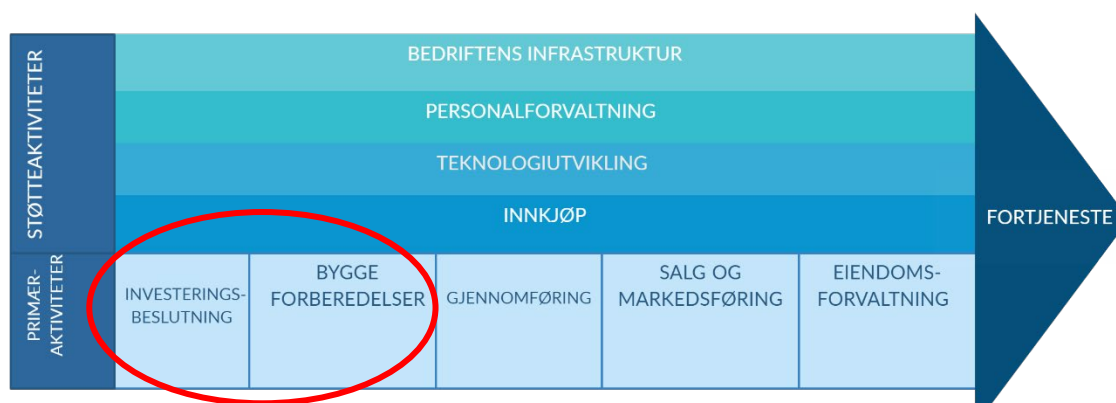 STØTTEAKTIVITETER
BEDRIFTENS INFRASTRUKTUR
PERSONALFORVALTNING
TEKNOLOGIUTVIKLING
INNKJØP
FORTJENESTE
PRIMÆR-
AKTIVITETER
INVESTERINGS-
BESLUTNING
BYGGE
FORBEREDELSER
GJENNOMFØRING
SALG OG
MARKEDSFØRING
EIENDOMS-
FORVALTNING